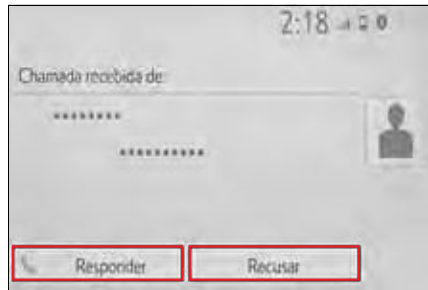 2:18
Chamada recebida de:
********
**********
Responder
Recusar